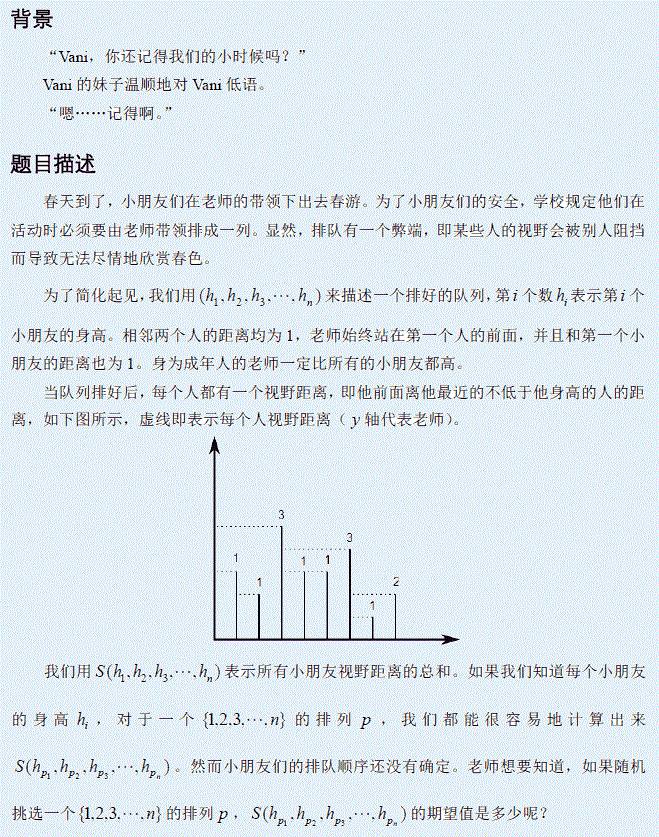 背景
“Vani，你还记得我们的小时候吗？”
Vani 的妹子温顺地对 Vani 低语。
“嗯……记得啊。”
题目描述
春天到了，小朋友们在老师的带领下出去春游。为了小朋友们的安全，学校规定他们在
活动时必须要由老师带领排成一列。显然，排队有一个弊端，即某些人的视野会被别人阻挡
而导致无法尽情地欣赏春色。
为了简化起见，我们用 (h₁,h₂,h₃,⋯,hₙ) 来描述一个排好的队列，第 i 个数 hᵢ 表示第 i 个
小朋友的身高。相邻两个人的距离均为 1，老师始终站在第一个人的前面，并且和第一个小
朋友的距离也为 1。身为成年人的老师一定比所有的小朋友都高。
当队列排好后，每个人都有一个视野距离，即他前面离他最近的不低于他身高的人的距
离，如下图所示，虚线即表示每个人视野距离（ y 轴代表老师）。
3
3
1
1 1
2
1
1
我们用 S(h₁,h₂,h₃,⋯,hₙ) 表示所有小朋友视野距离的总和。如果我们知道每个小朋友
的身高 hᵢ ，对于一个 {1,2,3,⋯,n} 的排列 p ，我们都能很容易地计算出来
S(h_{p₁},h_{p₂},h_{p₃},⋯,h_{pₙ}) 。然而小朋友们的排队顺序还没有确定。老师想要知道，如果随机
挑选一个{1,2,3,⋯,n} 的排列 p ， S(h_{p₁},h_{p₂},h_{p₃},⋯,h_{pₙ}) 的期望值是多少呢？